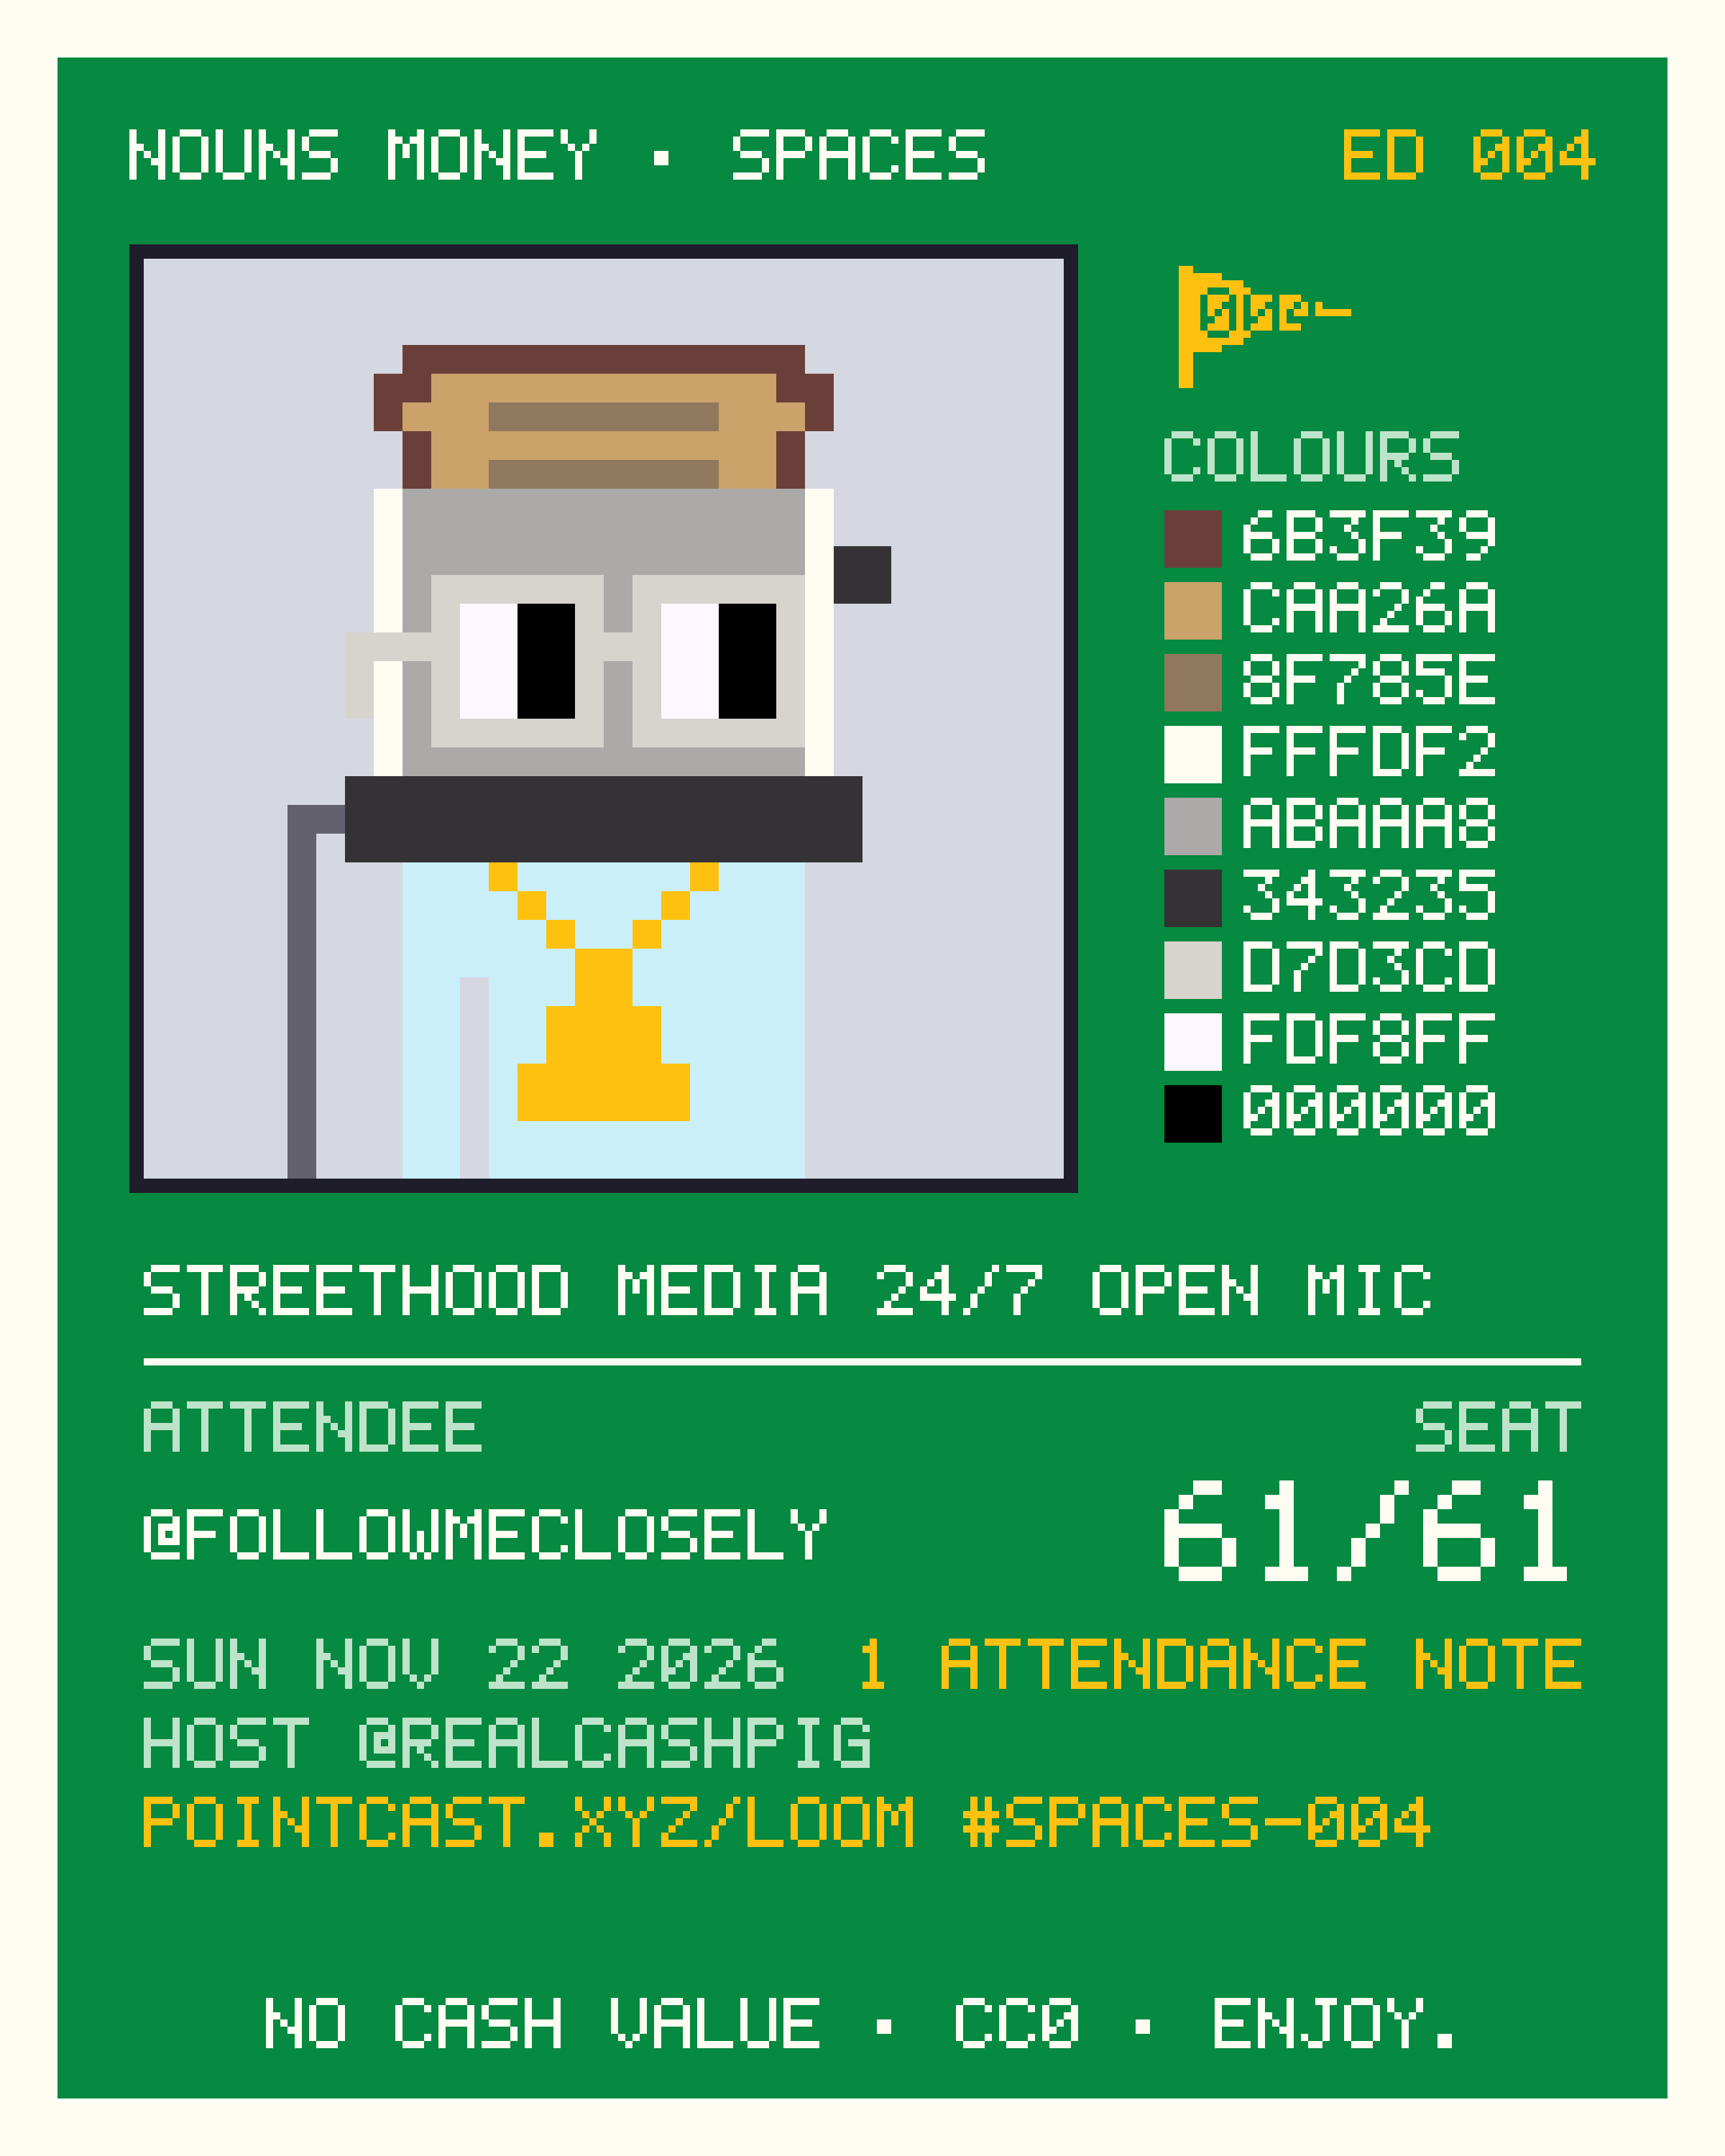 NOUNS MONEY · SPACES
ED 004
COLOURS
6B3F39
CAA26A
8F785E
FFFDF2
ABAAA8
343235
D7D3CD
FDF8FF
000000
STREETHOOD MEDIA 24/7 OPEN MIC
ATTENDEE
SEAT
@FOLLOWMECLOSELY
61/61
SUN NOV 22 2026
1 ATTENDANCE NOTE
HOST @REALCASHPIG
POINTCAST.XYZ/LOOM #SPACES-004
NO CASH VALUE · CC0 · ENJOY.